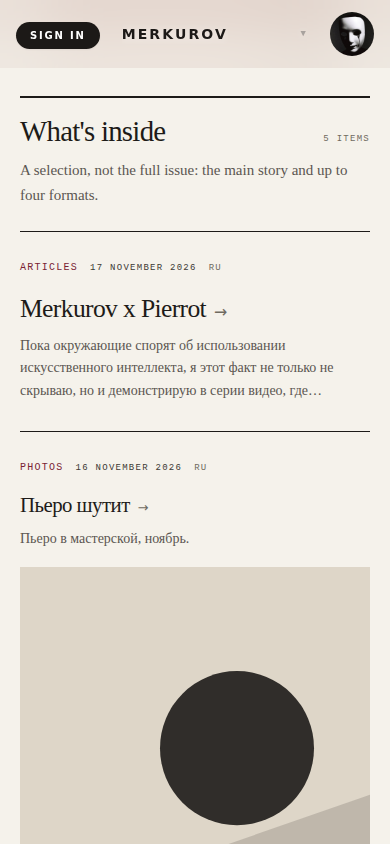 SIGN IN
MERKUROV
▼
What's inside
5 ITEMS
A selection, not the full issue: the main story and up to
four formats.
ARTICLES 17 NOVEMBER 2026 RU
Merkurov x Pierrot →
Пока окружающие спорят об использовании
искусственного интеллекта, я этот факт не только не
скрываю, но и демонстрирую в серии видео, где…
PHOTOS 16 NOVEMBER 2026 RU
Пьеро шутит →
Пьеро в мастерской, ноябрь.